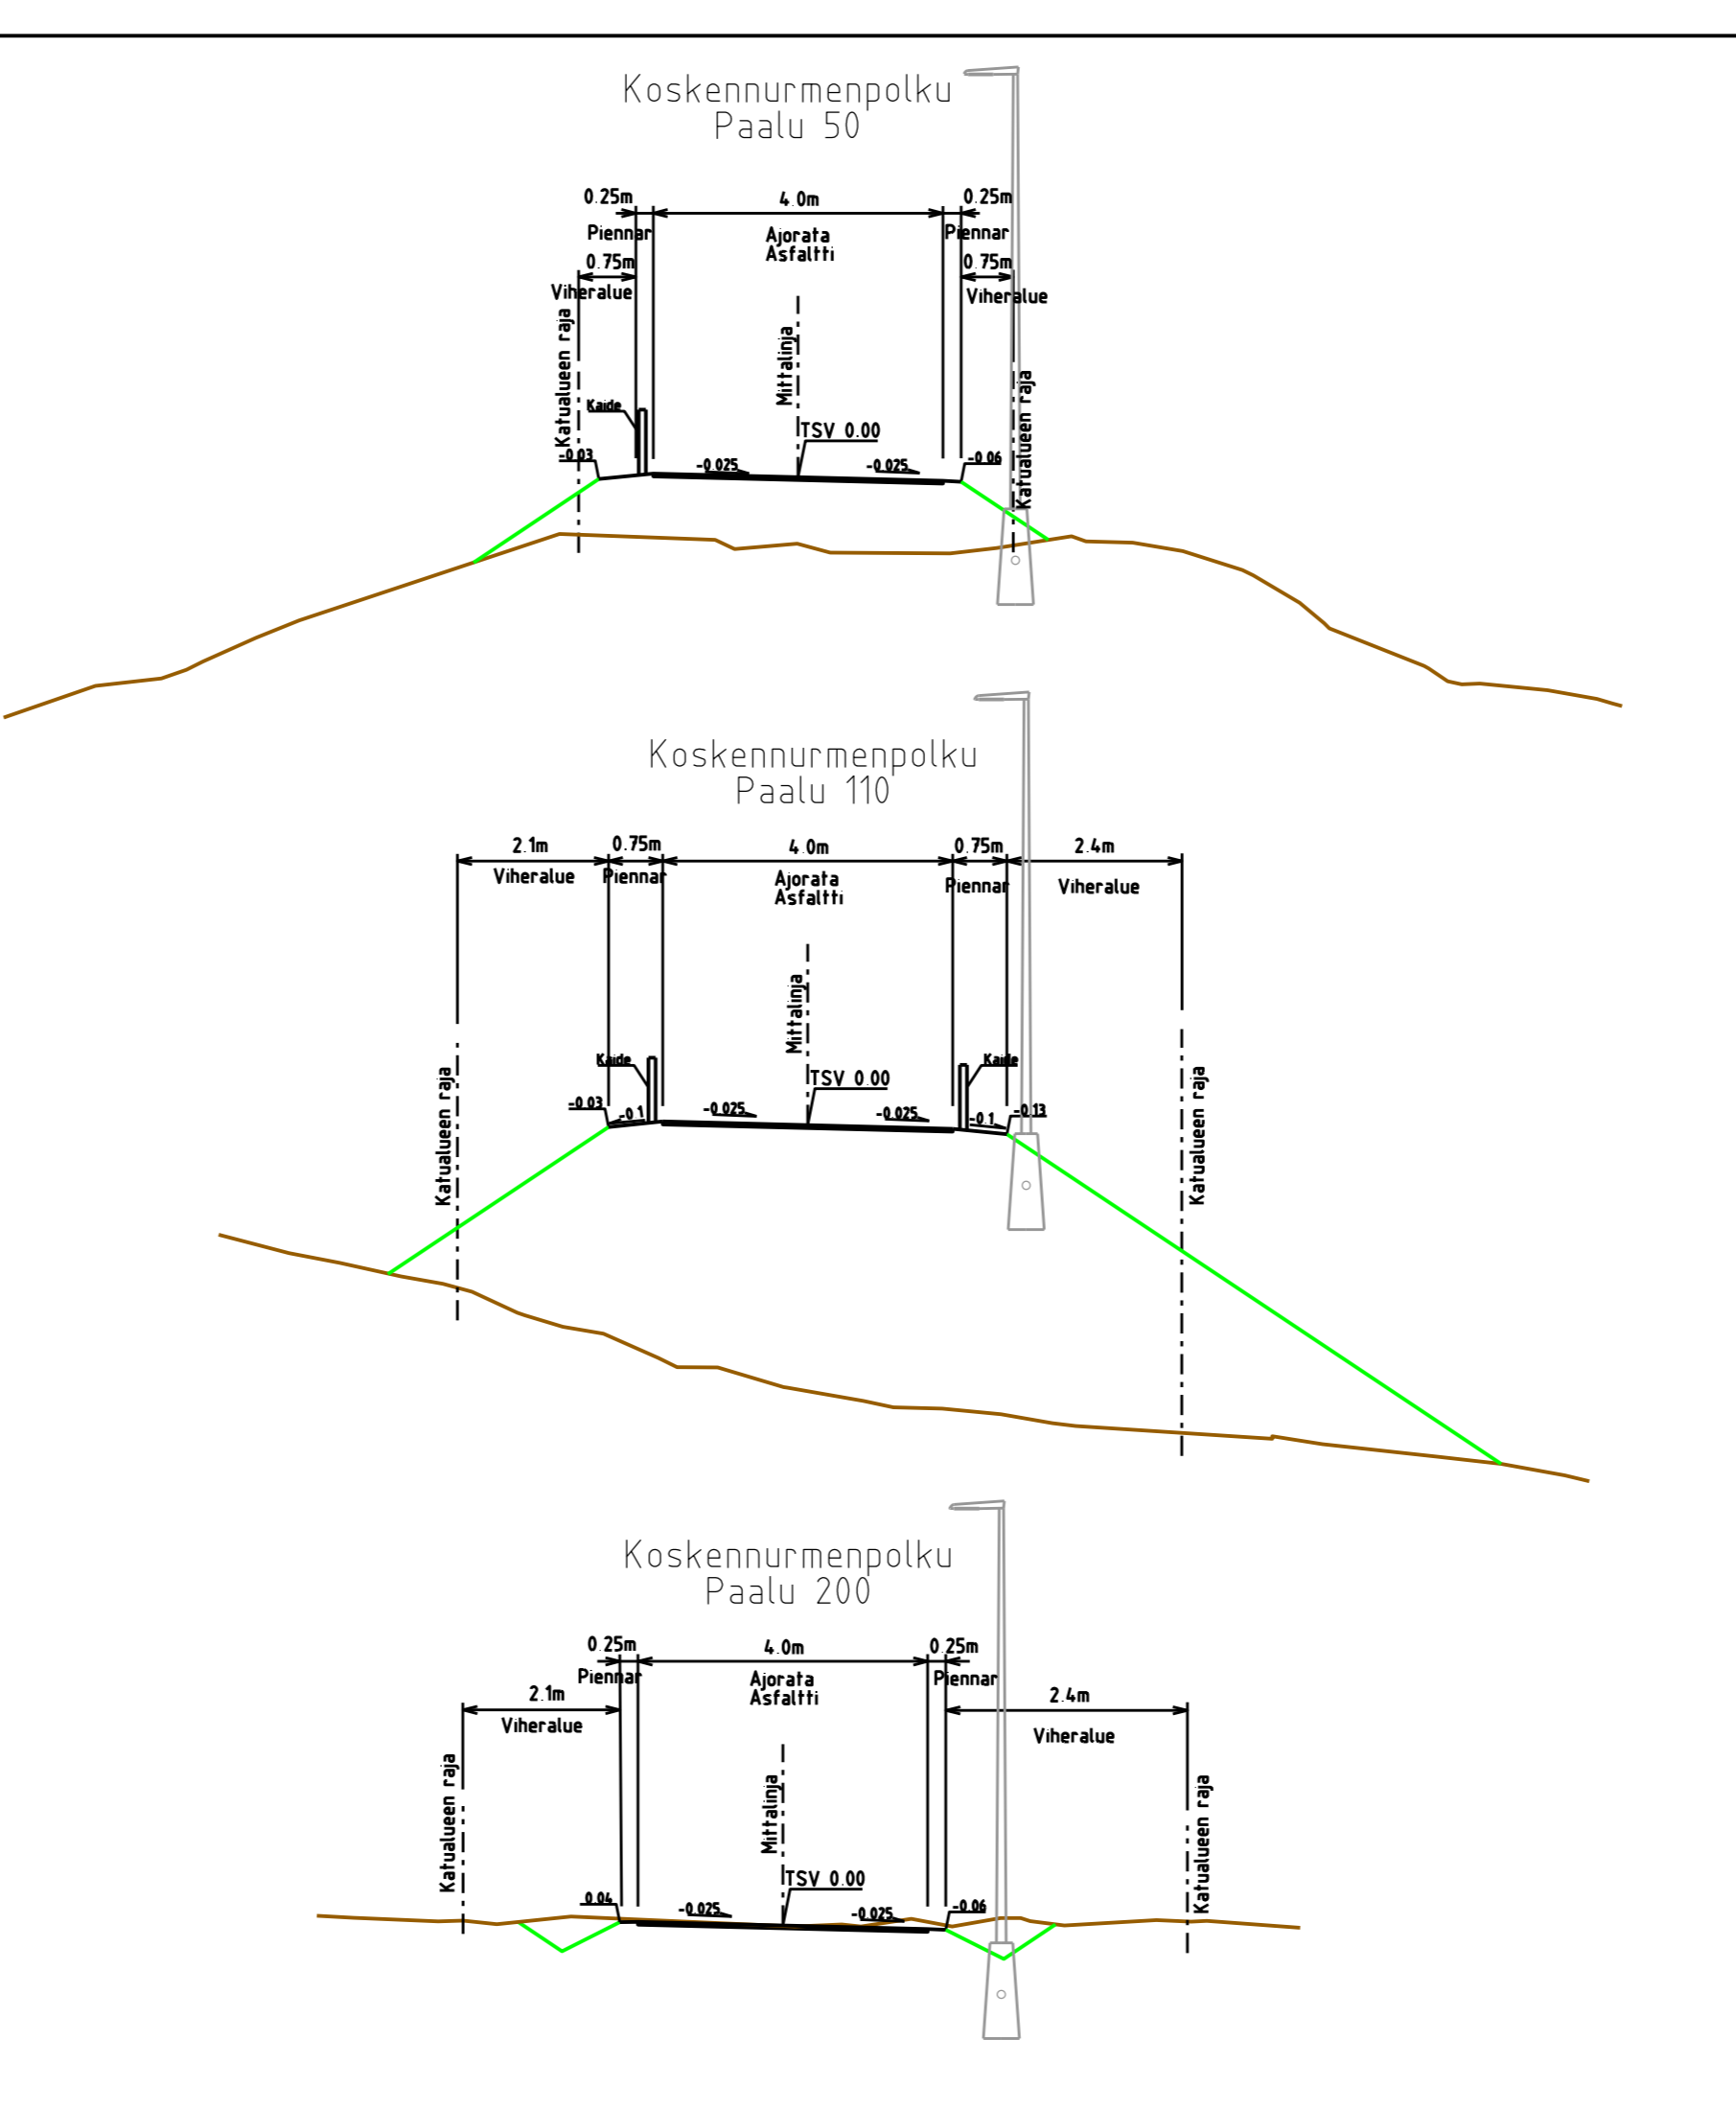 Koskennurmenpolku
Paalu 50
0.25m
4.0m
0.25m
Piennar
Ajorata
Asfaltti
Piennar
0.75m
0.75m
Viheralue
Viheralue
Katualueen raja
Mittalinja
Katualueen raja
Kaide
TSV 0.00
-0.03
-0.025
-0.025
-0.06
Koskennurmenpolku
Paalu 110
2.1m
0.75m
4.0m
0.75m
2.4m
Viheralue
Piennar
Ajorata
Asfaltti
Piennar
Viheralue
Mittalinja
Katualueen raja
Kaide
Kaide
Katualueen raja
TSV 0.00
-0.03
-0.1
-0.025
-0.025
-0.1
-0.13
Koskennurmenpolku
Paalu 200
0.25m
4.0m
0.25m
Piennar
Ajorata
Asfaltti
Piennar
2.1m
2.4m
Viheralue
Viheralue
Katualueen raja
Mittalinja
Katualueen raja
TSV 0.00
0.04
-0.025
-0.025
-0.06